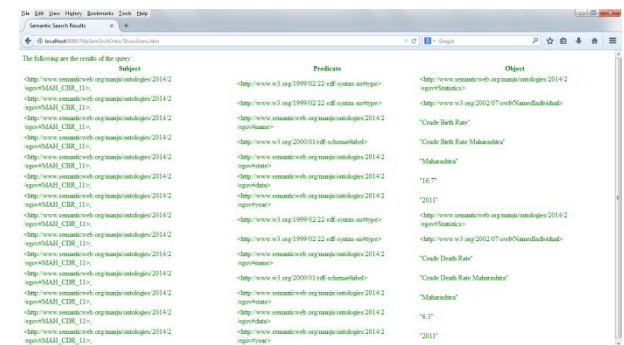 File Edit View History Bookmarks Tools Help
Semantic Search Results
localhost:8080/NlpSemSrchOnto/ShowUsers.htm
Google
The following are the results of the query :
Subject Predicate Object
<http://www.semanticweb.org/manju/ontologies/2014/2 <http://www.w3.org/1999/02/22-rdf-syntax-ns#type> <http://www.semanticweb.org/manju/ontologies/2014/2
/egov#MAH_CBR_11>; /egov#Statistics>
<http://www.semanticweb.org/manju/ontologies/2014/2 <http://www.w3.org/1999/02/22-rdf-syntax-ns#type> <http://www.w3.org/2002/07/owl#NamedIndividual>
/egov#MAH_CBR_11>;
<http://www.semanticweb.org/manju/ontologies/2014/2 <http://www.semanticweb.org/manju/ontologies/2014/2 "Crude Birth Rate"
/egov#MAH_CBR_11>; /egov#name>
<http://www.semanticweb.org/manju/ontologies/2014/2 <http://www.w3.org/2000/01/rdf-schema#label> "Crude Birth Rate Maharashtra"
/egov#MAH_CBR_11>;
<http://www.semanticweb.org/manju/ontologies/2014/2 <http://www.semanticweb.org/manju/ontologies/2014/2 "Maharashtra"
/egov#MAH_CBR_11>; /egov#state>
<http://www.semanticweb.org/manju/ontologies/2014/2 <http://www.semanticweb.org/manju/ontologies/2014/2 "16.7"
/egov#MAH_CBR_11>; /egov#data>
<http://www.semanticweb.org/manju/ontologies/2014/2 <http://www.semanticweb.org/manju/ontologies/2014/2 "2011"
/egov#MAH_CBR_11>; /egov#year>
<http://www.semanticweb.org/manju/ontologies/2014/2 <http://www.w3.org/1999/02/22-rdf-syntax-ns#type> <http://www.semanticweb.org/manju/ontologies/2014/2
/egov#MAH_CDR_11>; /egov#Statistics>
<http://www.semanticweb.org/manju/ontologies/2014/2 <http://www.w3.org/1999/02/22-rdf-syntax-ns#type> <http://www.w3.org/2002/07/owl#NamedIndividual>
/egov#MAH_CDR_11>;
<http://www.semanticweb.org/manju/ontologies/2014/2 <http://www.semanticweb.org/manju/ontologies/2014/2 "Crude Death Rate"
/egov#MAH_CDR_11>; /egov#name>
<http://www.semanticweb.org/manju/ontologies/2014/2 <http://www.w3.org/2000/01/rdf-schema#label> "Crude Death Rate Maharashtra"
/egov#MAH_CDR_11>;
<http://www.semanticweb.org/manju/ontologies/2014/2 <http://www.semanticweb.org/manju/ontologies/2014/2 "Maharashtra"
/egov#MAH_CDR_11>; /egov#state>
<http://www.semanticweb.org/manju/ontologies/2014/2 <http://www.semanticweb.org/manju/ontologies/2014/2 "6.3"
/egov#MAH_CDR_11>; /egov#data>
<http://www.semanticweb.org/manju/ontologies/2014/2 <http://www.semanticweb.org/manju/ontologies/2014/2 "2011"
/egov#MAH_CDR_11>; /egov#year>